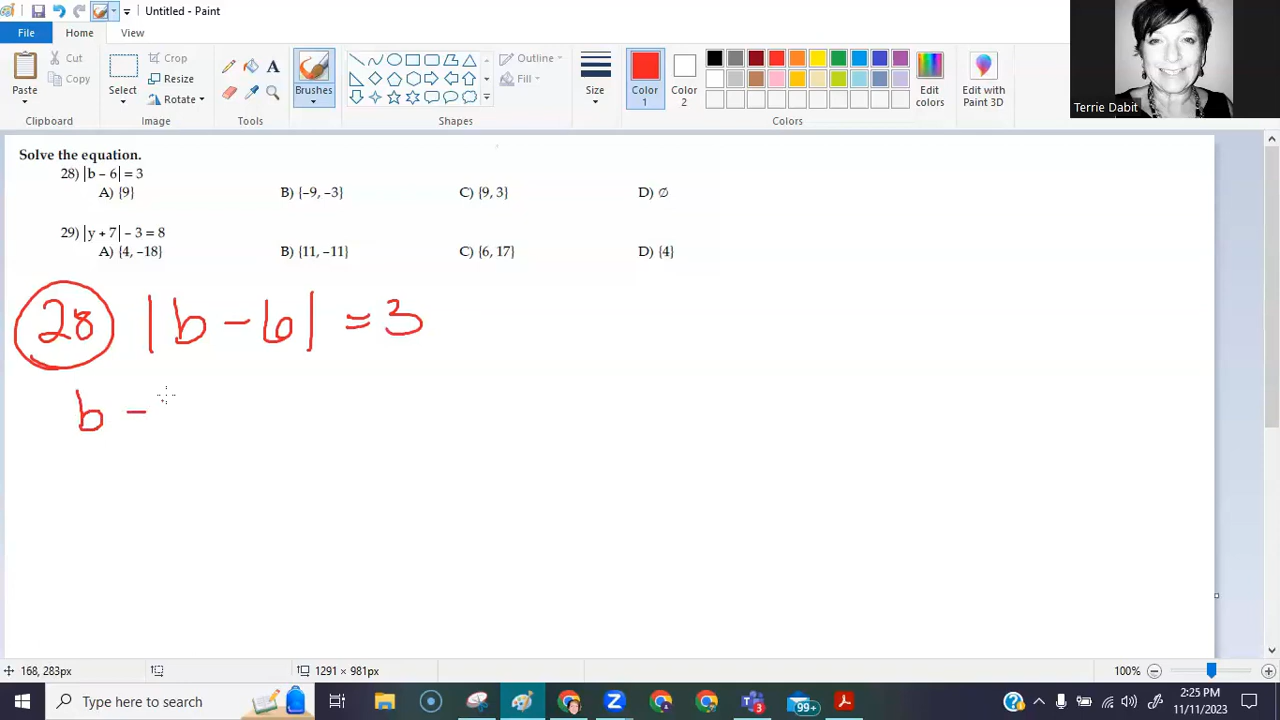 Untitled - Paint
File
Home
View
Paste
Cut
Copy
Clipboard
Select
Crop
Resize
Rotate
Image
A
Tools
Brushes
Outline
Fill
Shapes
Size
Color 1
Color 2
Edit colors
Edit with Paint 3D
Colors
Terrie Dabit
Solve the equation.
28) |b – 6| = 3
A) {9} B) {–9, –3} C) {9, 3} D) ∅
29) |y + 7| – 3 = 8
A) {4, –18} B) {11, –11} C) {6, 17} D) {4}
28 |b – 6| = 3
b –
168, 283px
1291 × 981px
100%
Type here to search
3
99+
2:25 PM
11/11/2023